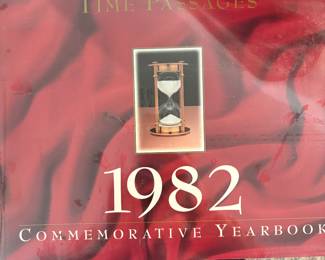 TIME PASSAGES
1982
COMMEMORATIVE YEARBOOK